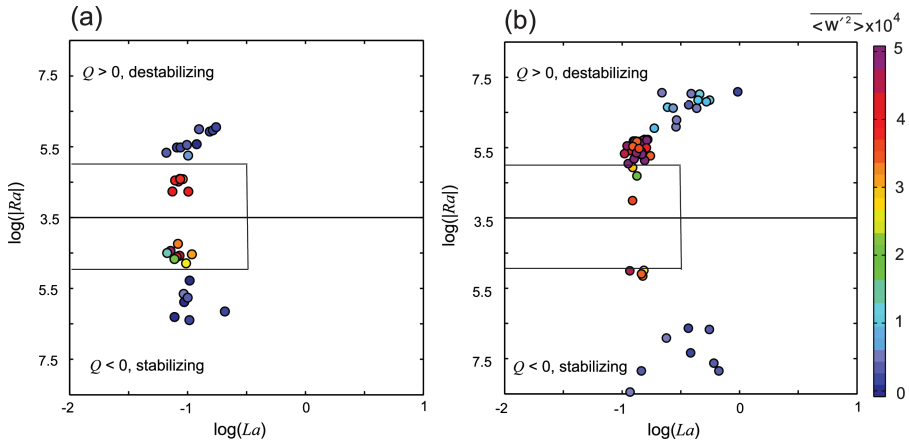 (a)
Q > 0, destabilizing
7.5
5.5
3.5
5.5
7.5
log(|Ra|)
Q < 0, stabilizing
-2
-1
0
1
log(La)
(b)
Q > 0, destabilizing
7.5
5.5
3.5
5.5
7.5
log(|Ra|)
Q < 0, stabilizing
-2
-1
0
1
log(La)
<w′²>x10⁴
5
4
3
2
1
0